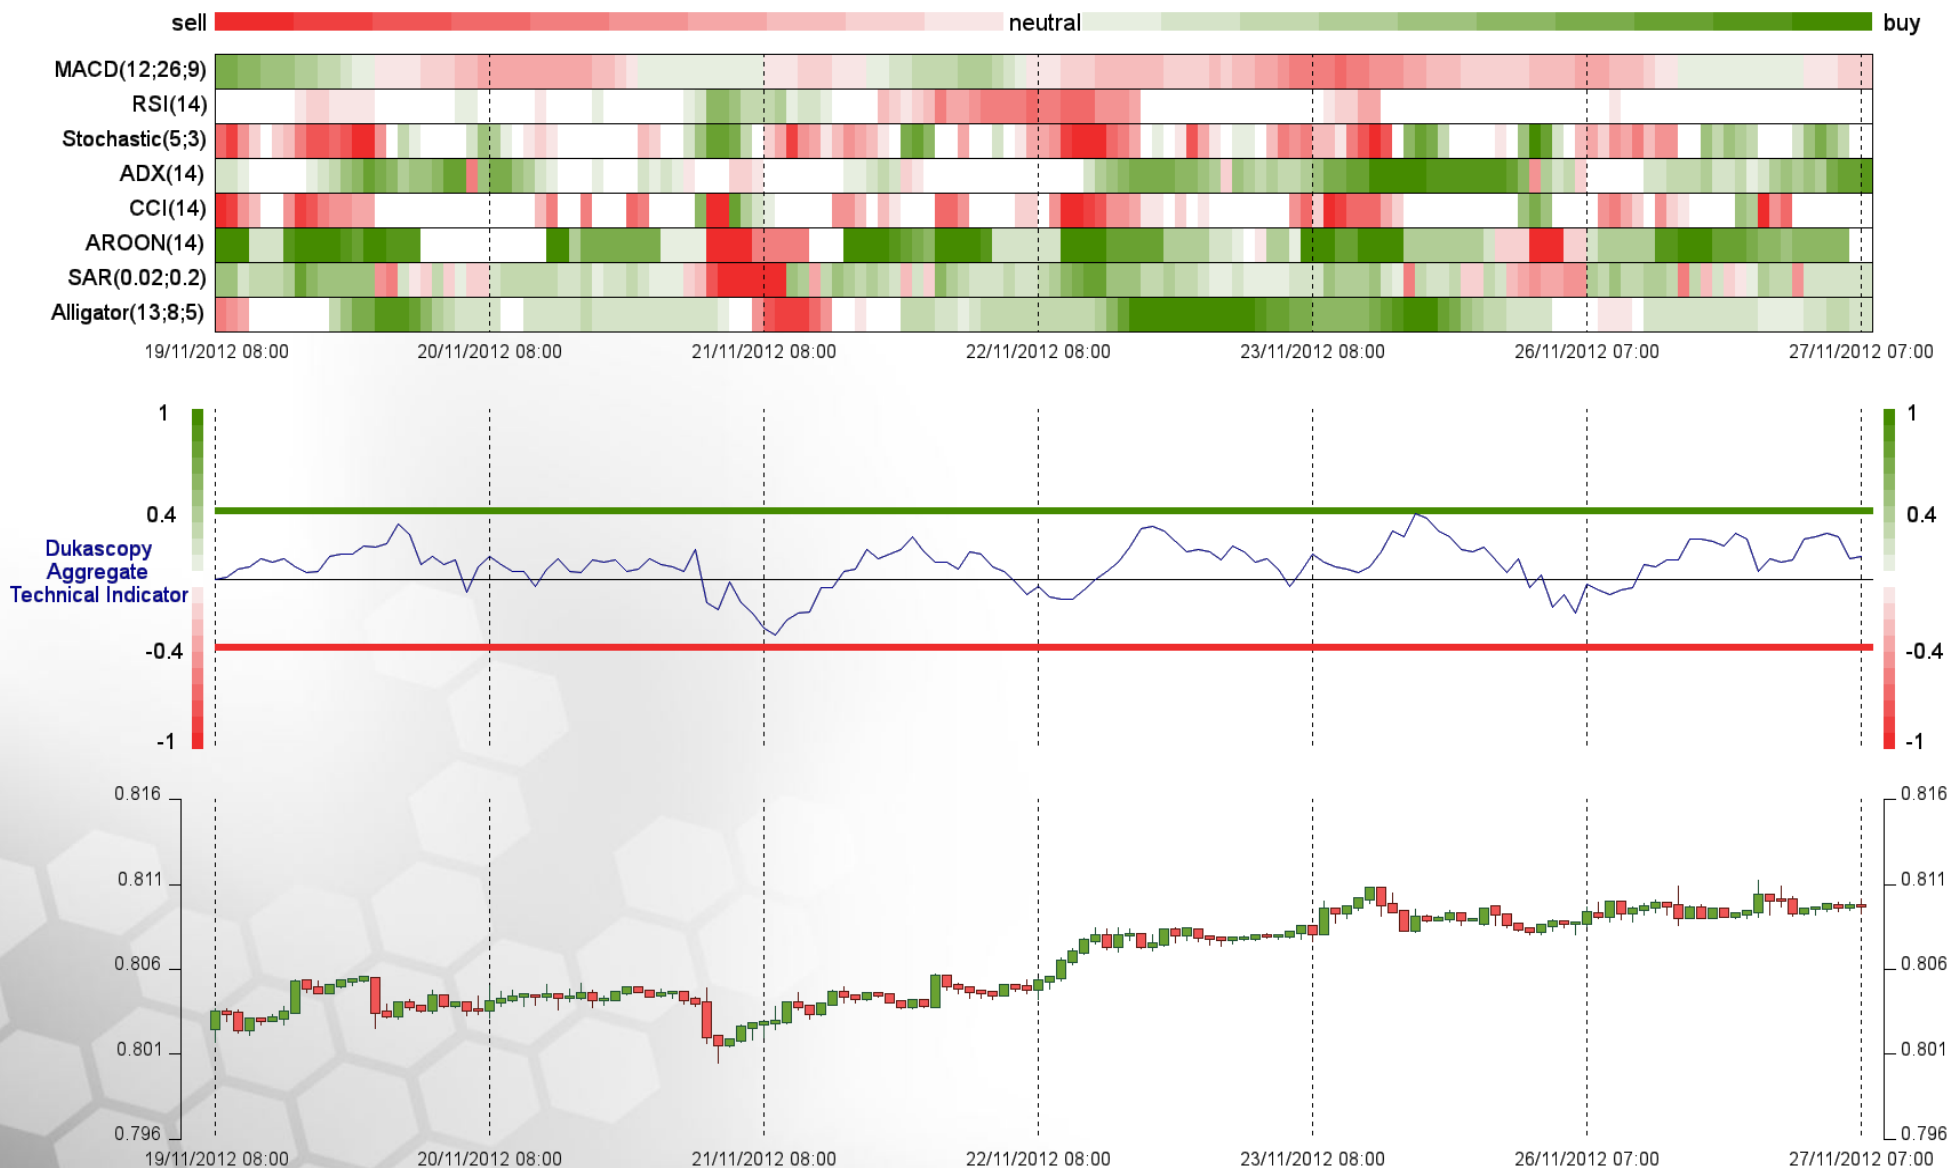 sell neutral buy
MACD(12;26;9)
RSI(14)
Stochastic(5;3)
ADX(14)
CCI(14)
AROON(14)
SAR(0.02;0.2)
Alligator(13;8;5)
19/11/2012 08:00 20/11/2012 08:00 21/11/2012 08:00 22/11/2012 08:00 23/11/2012 08:00 26/11/2012 07:00 27/11/2012 07:00
1 1
0.4 0.4
Dukascopy
Aggregate
Technical Indicator
-0.4 -0.4
-1 -1
0.816 0.816
0.811 0.811
0.806 0.806
0.801 0.801
0.796 0.796
19/11/2012 08:00 20/11/2012 08:00 21/11/2012 08:00 22/11/2012 08:00 23/11/2012 08:00 26/11/2012 07:00 27/11/2012 07:00